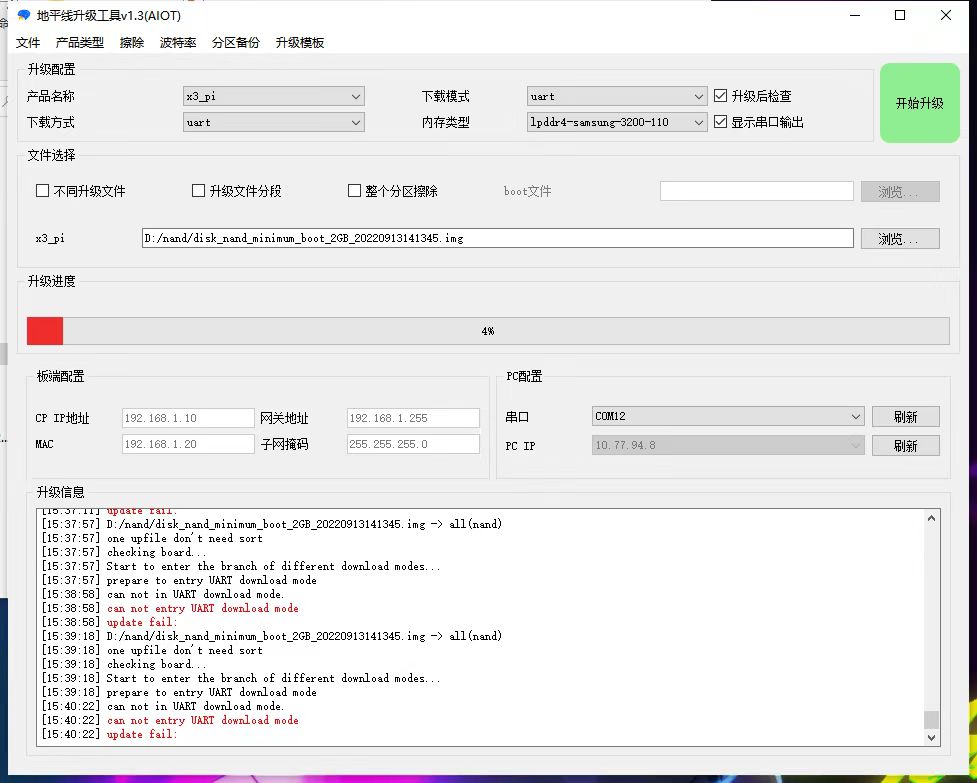 地平线升级工具v1.3(AIOT)
文件 产品类型 擦除 波特率 分区备份 升级模板
升级配置
产品名称 x3_pi 下载模式 uart 升级后检查
下载方式 uart 内存类型 lpddr4-samsung-3200-110 显示串口输出
开始升级
文件选择
不同升级文件 升级文件分段 整个分区擦除 boot文件 浏览...
x3_pi D:/nand/disk_nand_minimum_boot_2GB_20220913141345.img 浏览...
升级进度
4%
板端配置
CP IP地址 192.168.1.10 网关地址 192.168.1.255
MAC 192.168.1.20 子网掩码 255.255.255.0
PC配置
串口 COM12 刷新
PC IP 10.77.94.8 刷新
升级信息
[15:37:11] update fail:
[15:37:57] D:/nand/disk_nand_minimum_boot_2GB_20220913141345.img -> all(nand)
[15:37:57] one upfile don't need sort
[15:37:57] checking board...
[15:37:57] Start to enter the branch of different download modes...
[15:37:57] prepare to entry UART download mode
[15:38:58] can not in UART download mode.
[15:38:58] can not entry UART download mode
[15:38:58] update fail:
[15:39:18] D:/nand/disk_nand_minimum_boot_2GB_20220913141345.img -> all(nand)
[15:39:18] one upfile don't need sort
[15:39:18] checking board...
[15:39:18] Start to enter the branch of different download modes...
[15:39:18] prepare to entry UART download mode
[15:40:22] can not in UART download mode.
[15:40:22] can not entry UART download mode
[15:40:22] update fail: